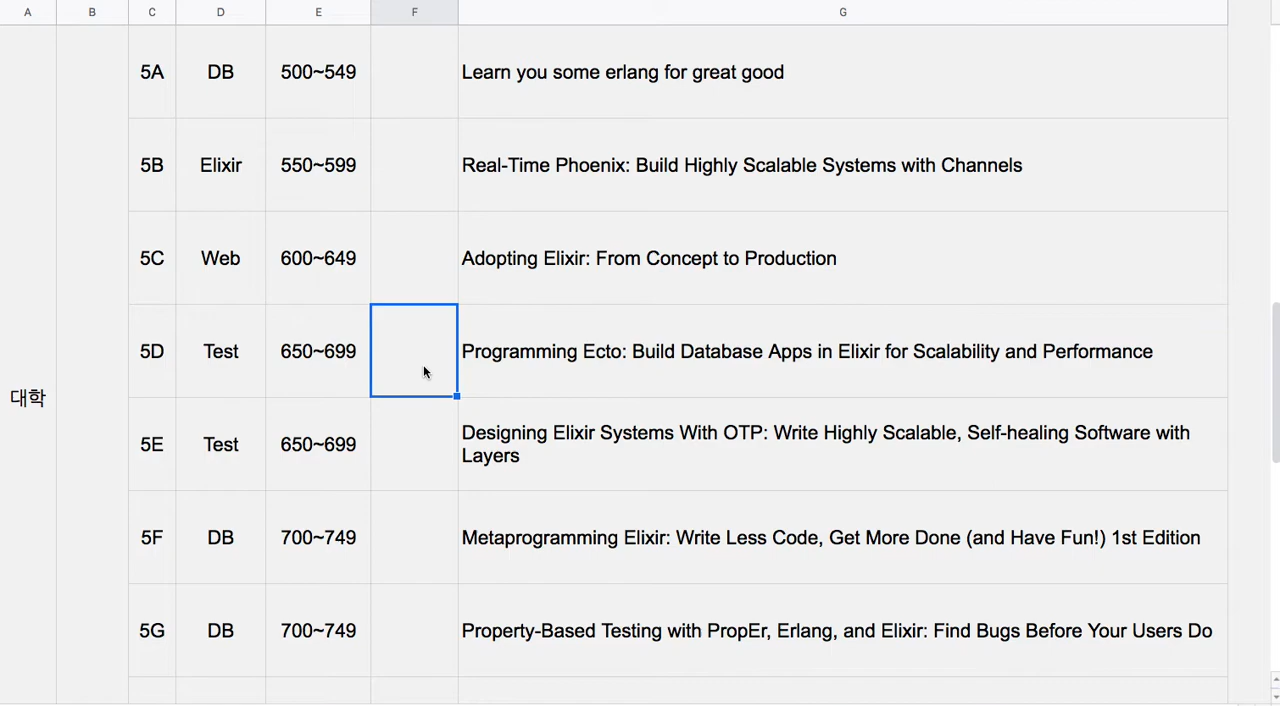 A B C D E F G
5A DB 500~549 Learn you some erlang for great good
5B Elixir 550~599 Real-Time Phoenix: Build Highly Scalable Systems with Channels
5C Web 600~649 Adopting Elixir: From Concept to Production
5D Test 650~699 Programming Ecto: Build Database Apps in Elixir for Scalability and Performance
대학
5E Test 650~699 Designing Elixir Systems With OTP: Write Highly Scalable, Self-healing Software with
Layers
5F DB 700~749 Metaprogramming Elixir: Write Less Code, Get More Done (and Have Fun!) 1st Edition
5G DB 700~749 Property-Based Testing with PropEr, Erlang, and Elixir: Find Bugs Before Your Users Do